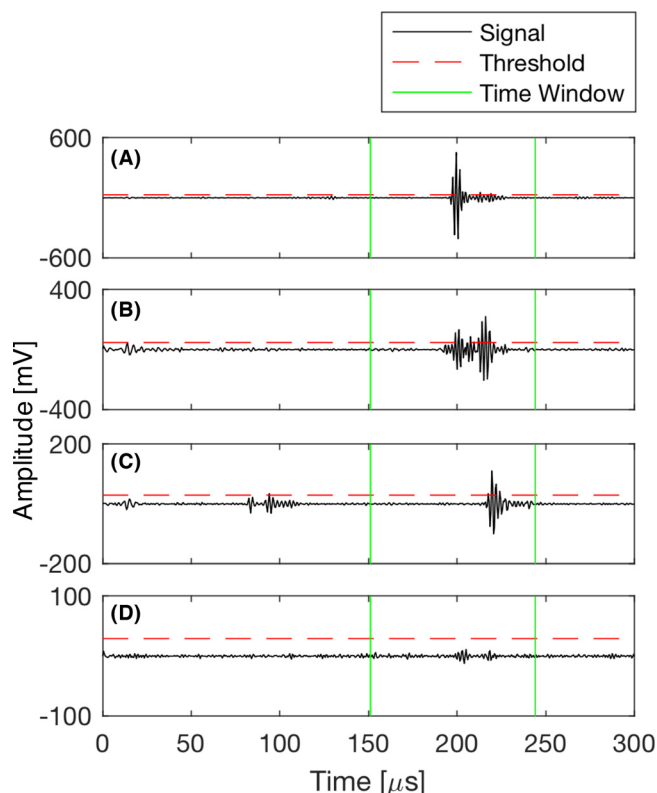 Signal
Threshold
Time Window
600
(A)
-600
400
(B)
-400
200
(C)
-200
100
(D)
-100
0 50 100 150 200 250 300
Amplitude [mV]
Time [μs]